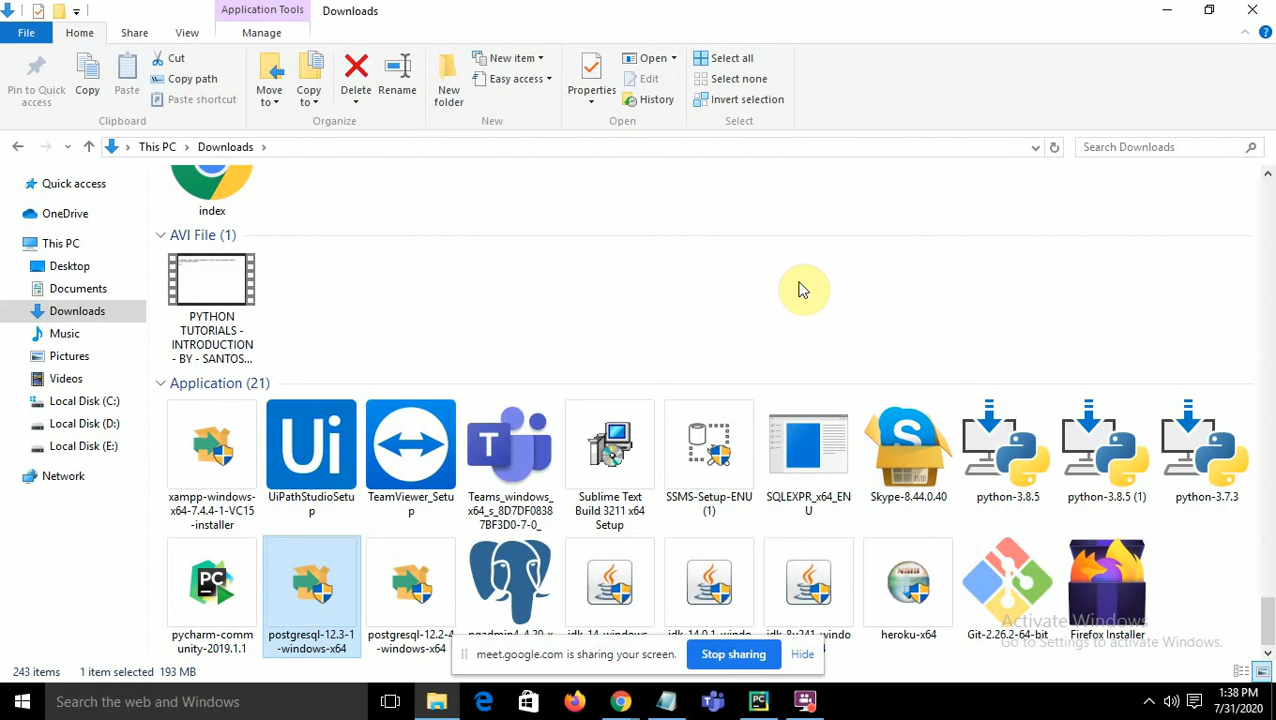 Application Tools
Downloads
File
Home
Share
View
Manage
Pin to Quick
access
Copy
Paste
Cut
Copy path
Paste shortcut
Clipboard
Move
to
Copy
to
Delete
Rename
Organize
New
folder
New item
Easy access
New
Properties
Open
Edit
History
Open
Select all
Select none
Invert selection
Select
This PC
Downloads
Search Downloads
Quick access
OneDrive
This PC
Desktop
Documents
Downloads
Music
Pictures
Videos
Local Disk (C:)
Local Disk (D:)
Local Disk (E:)
Network
index
AVI File (1)
PYTHON
TUTORIALS -
INTRODUCTION
- BY - SANTOS...
Application (21)
Ui
T
S
xampp-windows-
x64-7.4.4-1-VC15
-installer
UiPathStudioSetu
p
TeamViewer_Setu
p
Teams_windows_
x64_s_8D7DF0838
7BF3D0-7-0_
Sublime Text
Build 3211 x64
Setup
SSMS-Setup-ENU
(1)
SQLEXPR_x64_EN
U
Skype-8.44.0.40
python-3.8.5
python-3.8.5 (1)
python-3.7.3
PC
pycharm-comm
unity-2019.1.1
postgresql-12.3-1
-windows-x64
postgresql-12.2-4
-windows-x64
heroku-x64
Git-2.26.2-64-bit
Firefox Installer
Activate Windows
Go to Settings to activate Windows.
meet.google.com is sharing your screen.
Stop sharing
Hide
243 items
1 item selected 193 MB
Search the web and Windows
1:38 PM
7/31/2020